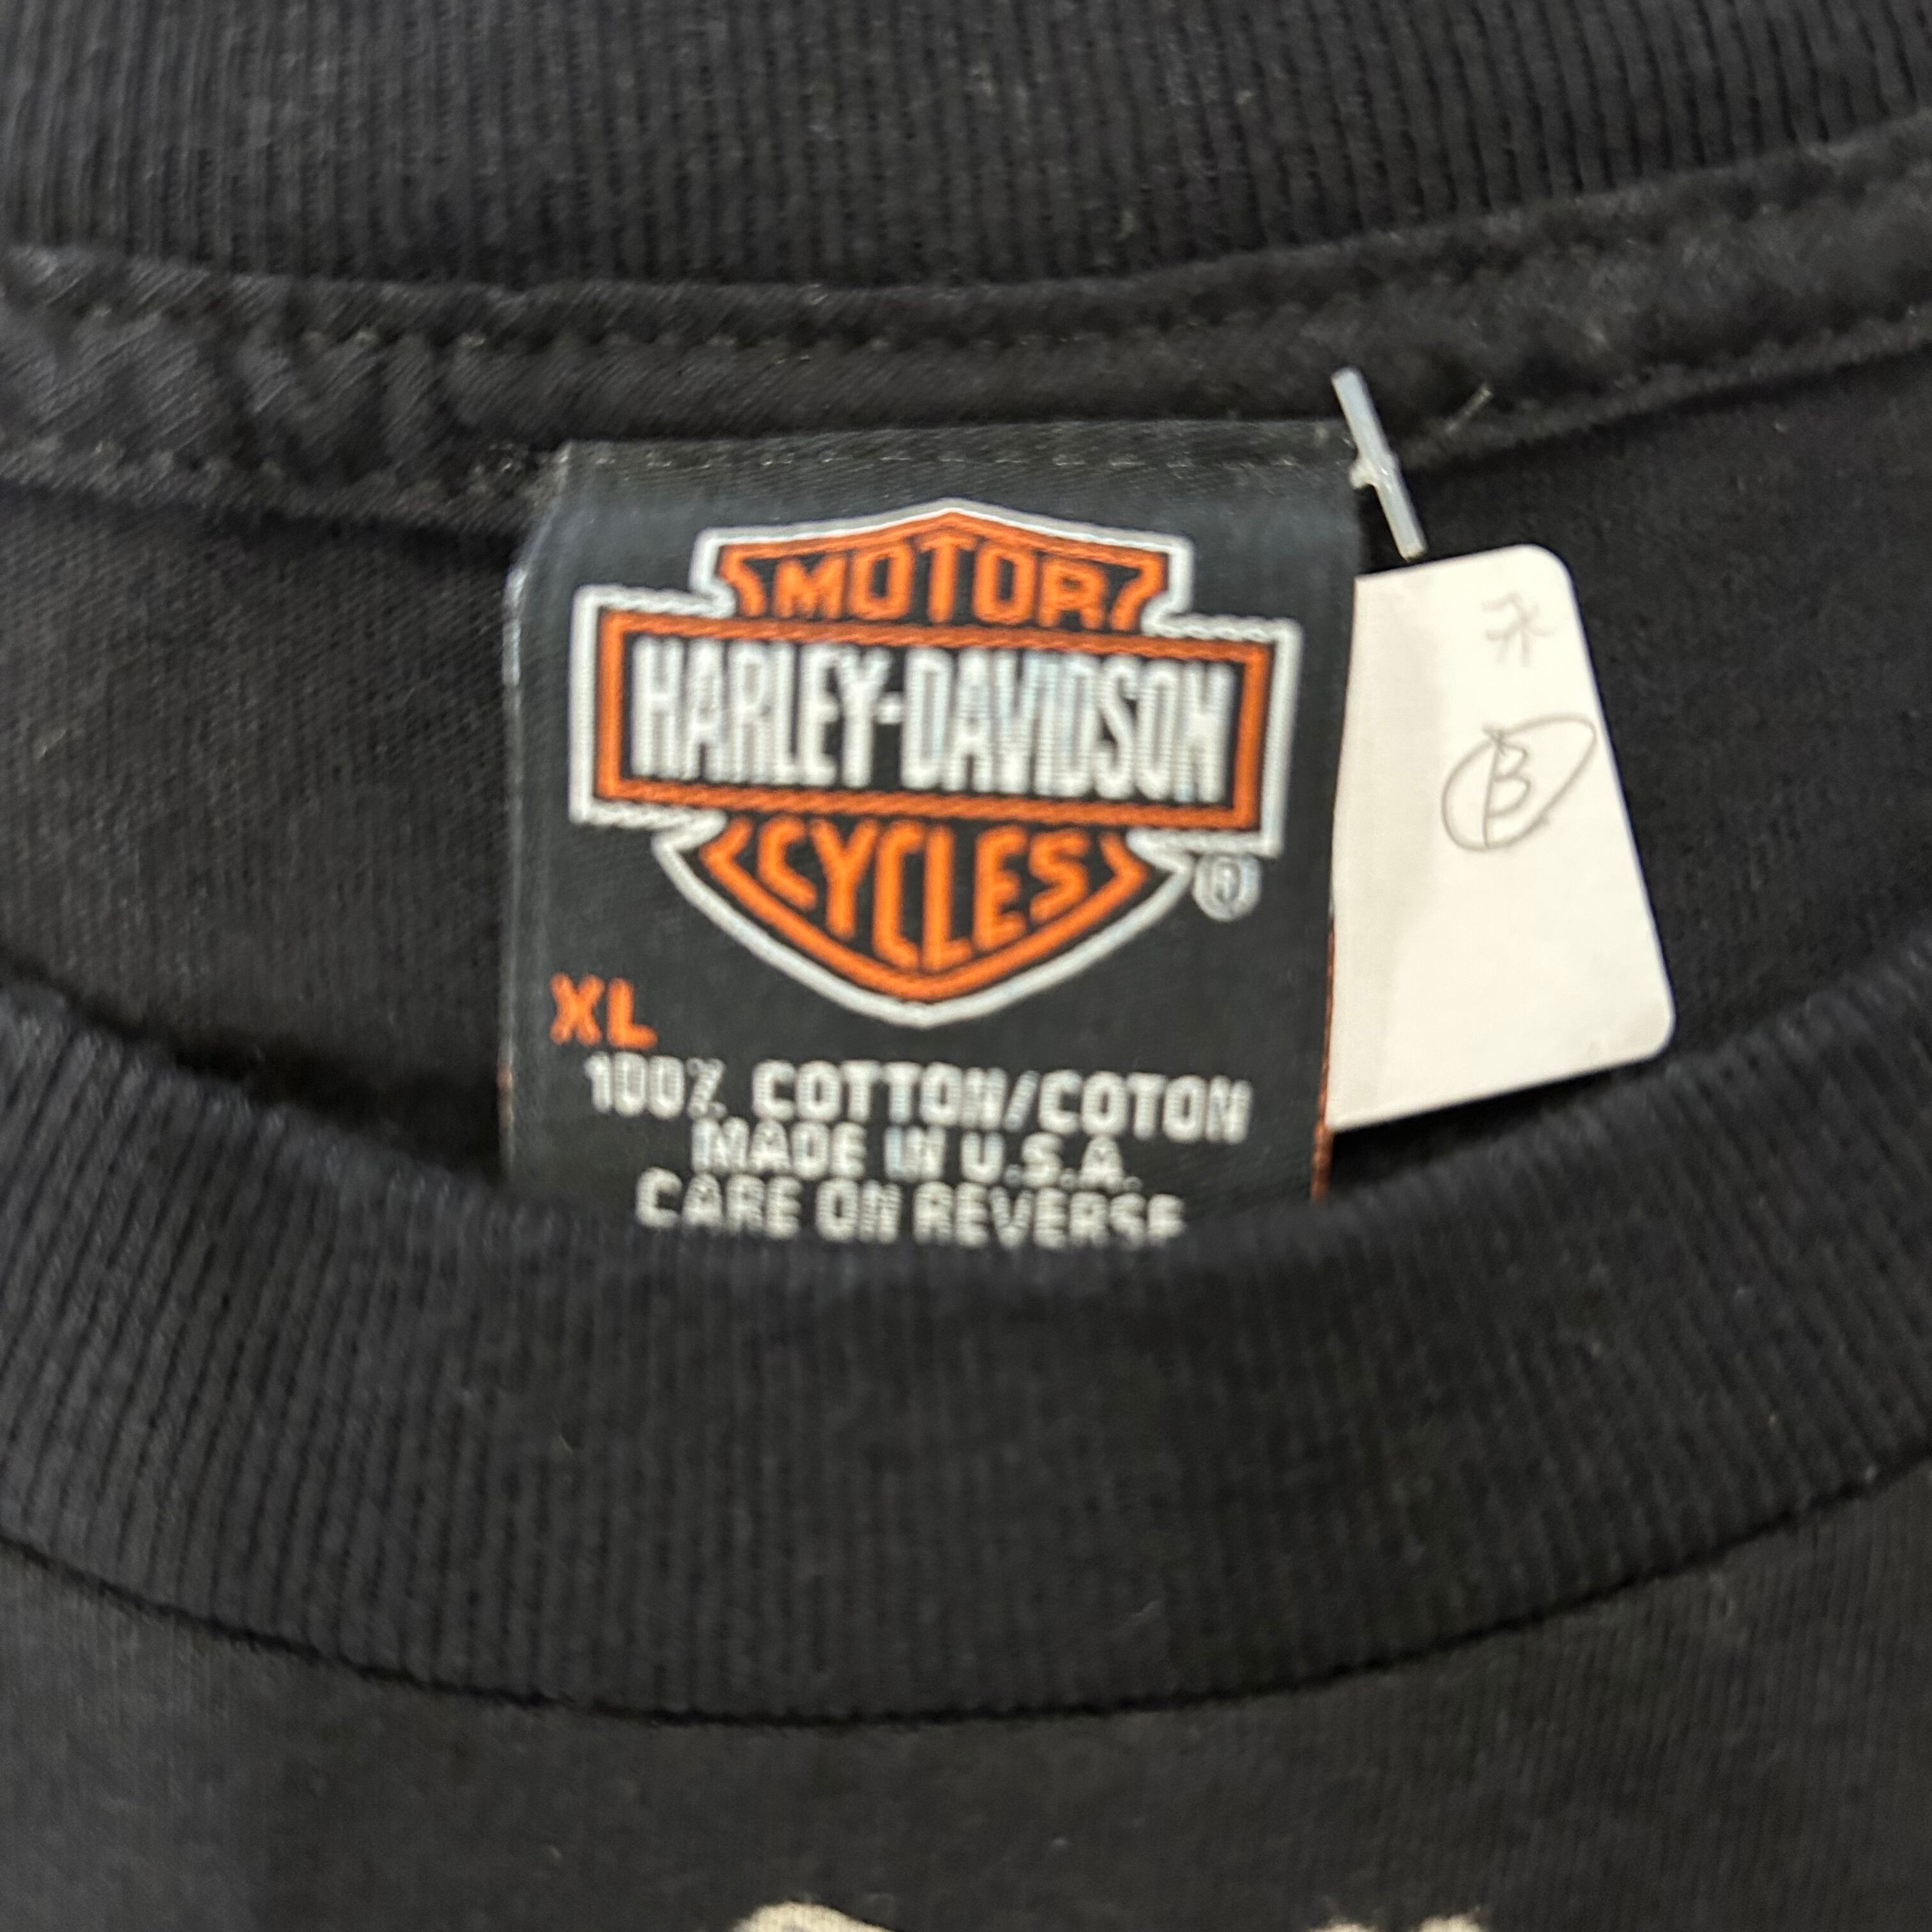 MOTOR
HARLEY-DAVIDSON
CYCLES
®
XL
100% COTTON/COTON
MADE IN U.S.A.
CARE ON REVERSE
B